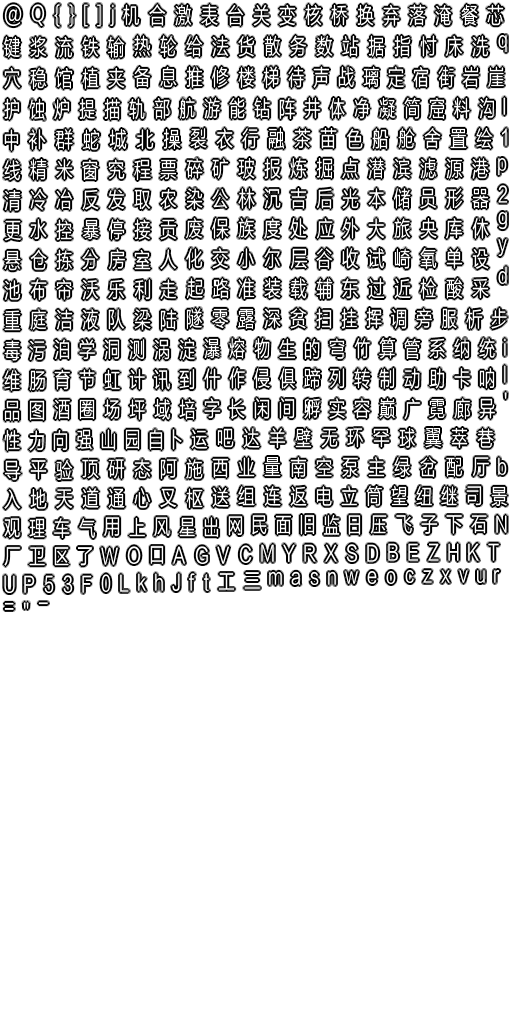 @Q{}[]j机合激表台关变核桥换弃落淹餐芯
键浆流铁输热轮给法货散务数站据指付床洗q
穴稳馆植夹备息推修楼梯待声战璃定宿街岩崖
护蚀炉提描轨部航游能钻阵井体净凝简窟料沟l
中补群蛇城北操裂衣行融茶苗色船舱舍置绘1
线精米窗究程票碎矿玻报炼掘点潜滨滤源港p
清冷冶反发取农染公林沉吉后光本储员形器2
更水控暴停接贡废保族度处应外大旅央库休g
悬仓拣分房室人化交小尔层谷收试崎氧单设y
池布帘沃乐利走起路准装载辅东过近检酸采d
重庭洁液队梁陆隧零露深贫扫挂挥调旁服析步
毒污泊学洞测涡淀瀑熔物生的穹竹算管系纳统i
维肠育节虹计讯到什作侵俱蹄列转制动助卡响l
品图酒圈场坪域培字长闲间孵实容巅广霓廊异'
性力向强山园自卜运吧达羊壁无环罕球翼萃巷
导平验顶研态阿施西业量南空泵主绿岔配厅b
入地天道通心叉枢送组连返电立筒望纽继司景
观理车气用上风星出网民面旧监日压飞子下石N
厂卫区了WO口AGVCMYRXSDBEZHKT
UP53F0LkhJft工三masnweoczxvur
="-